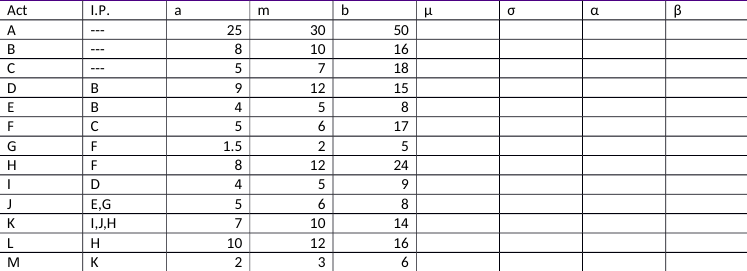 Act I.P. a m b μ σ α β
A --- 25 30 50
B --- 8 10 16
C --- 5 7 18
D B 9 12 15
E B 4 5 8
F C 5 6 17
G F 1.5 2 5
H F 8 12 24
I D 4 5 9
J E,G 5 6 8
K I,J,H 7 10 14
L H 10 12 16
M K 2 3 6